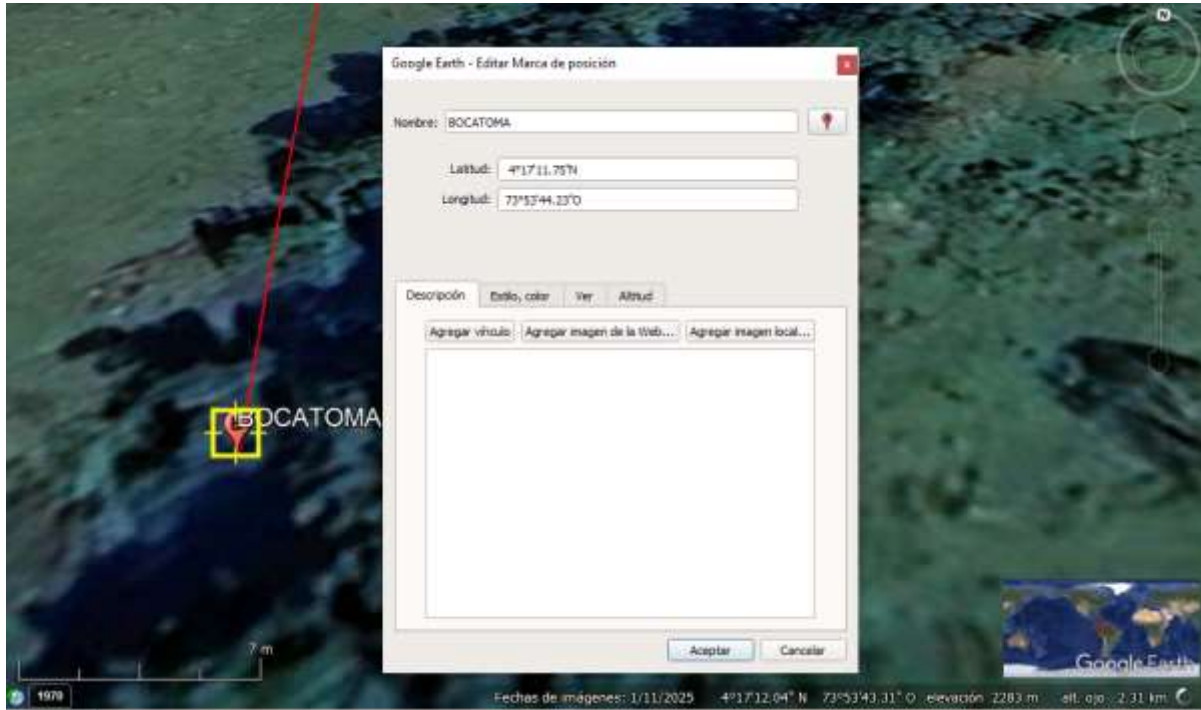 N
Google Earth - Editar Marca de posición
x
Nombre: BOCATOMA
Latitud: 4°17'11.75"N
Longitud: 73°53'44.23"O
Descripción Estilo, color Ver Altitud
Agregar vínculo Agregar imagen de la Web... Agregar imagen local...
BOCATOMA
7 m
Aceptar Cancelar
Google Earth
1970 Fechas de imágenes: 1/11/2025 4°17'12.04" N 73°53'43.31" O elevación 2283 m alt. ojo 2.31 km